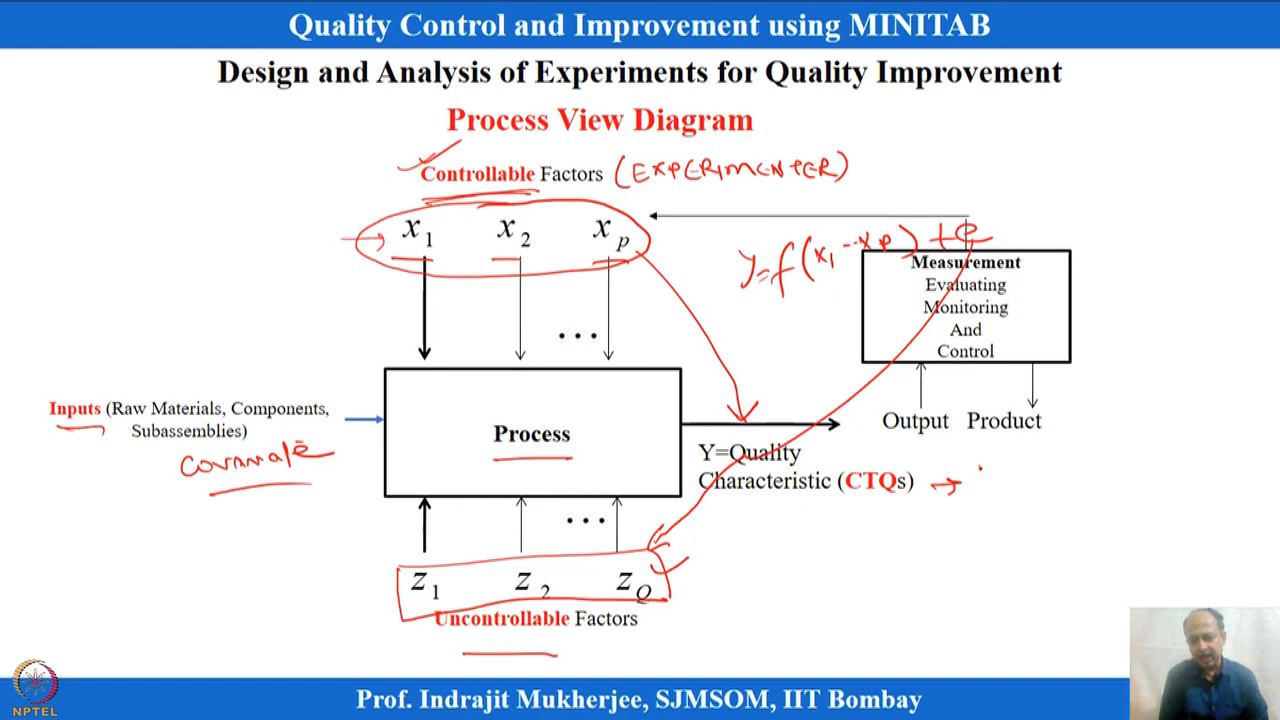 Quality Control and Improvement using MINITAB
Design and Analysis of Experiments for Quality Improvement
Process View Diagram
Controllable Factors (EXPERIMENTER)
x1 x2 xp
y=f(x1...xp)+e
Measurement
Evaluating
Monitoring
And
Control
...
Inputs (Raw Materials, Components,
Subassemblies)
Covariate
Process
Output Product
Y=Quality
Characteristic (CTQs)
...
z1 z2 zQ
Uncontrollable Factors
NPTEL
Prof. Indrajit Mukherjee, SJMSOM, IIT Bombay